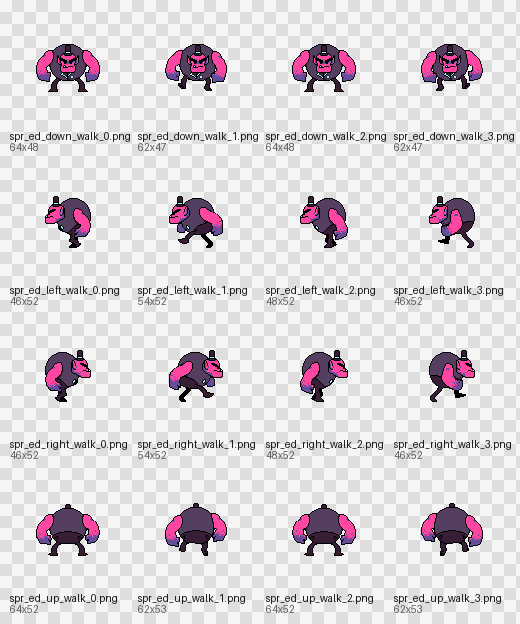 spr_ed_down_walk_0.png spr_ed_down_walk_1.png spr_ed_down_walk_2.png spr_ed_down_walk_3.png
64x48 62x47 64x48 62x47
spr_ed_left_walk_0.png spr_ed_left_walk_1.png spr_ed_left_walk_2.png spr_ed_left_walk_3.png
46x52 54x52 48x52 46x52
spr_ed_right_walk_0.png spr_ed_right_walk_1.png spr_ed_right_walk_2.png spr_ed_right_walk_3.png
46x52 54x52 48x52 46x52
spr_ed_up_walk_0.png spr_ed_up_walk_1.png spr_ed_up_walk_2.png spr_ed_up_walk_3.png
64x52 62x53 64x52 62x53